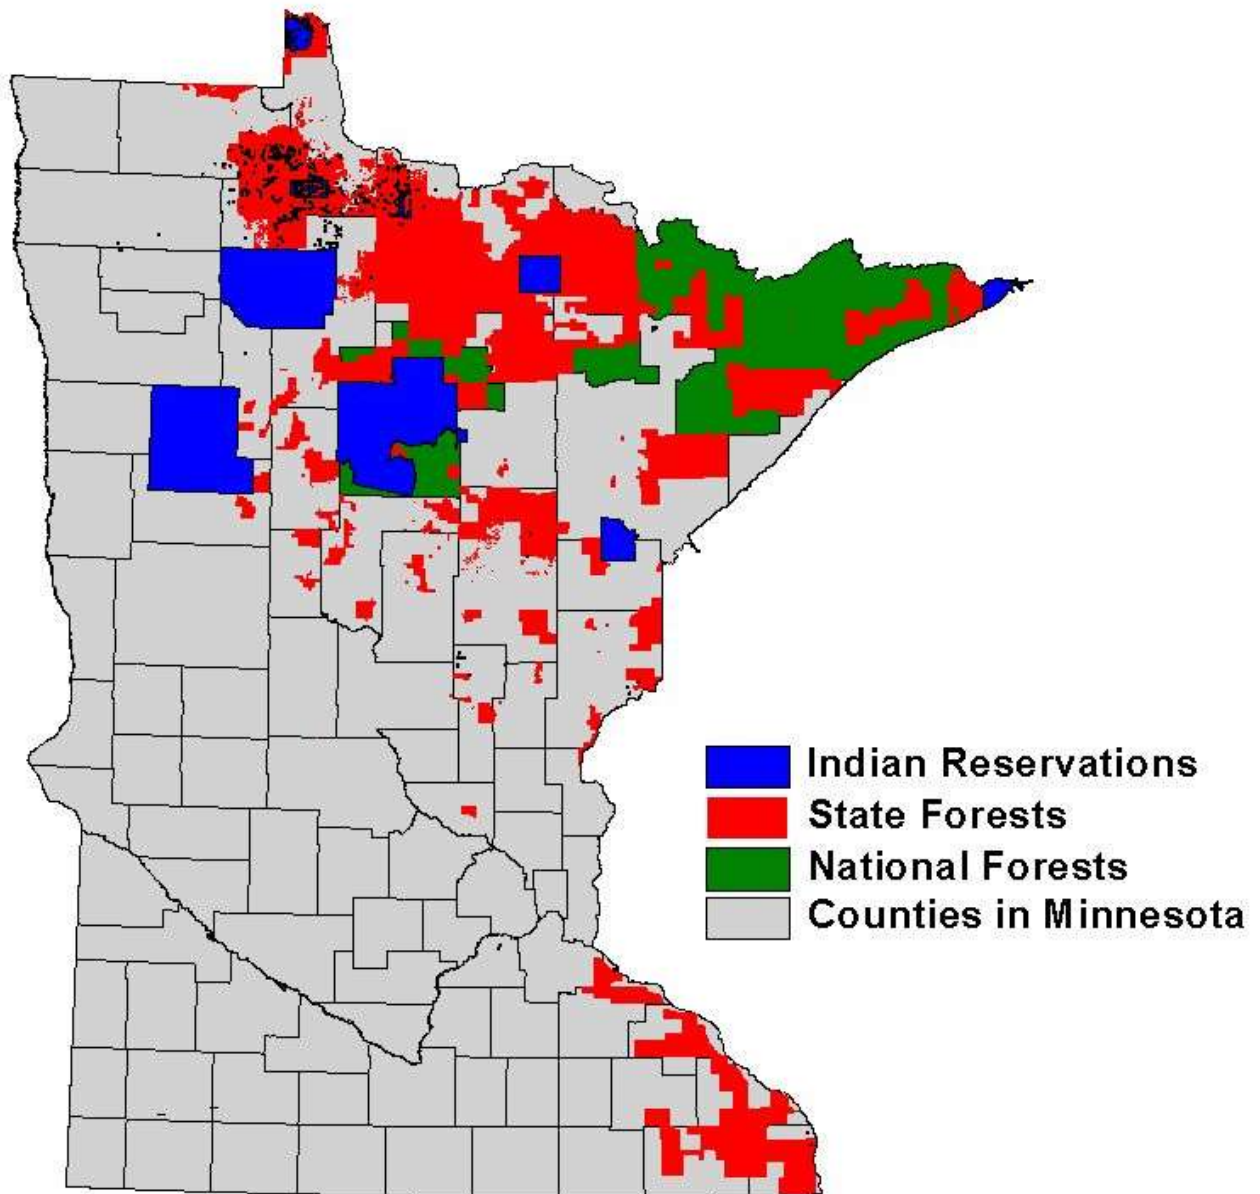 Indian Reservations
State Forests
National Forests
Counties in Minnesota